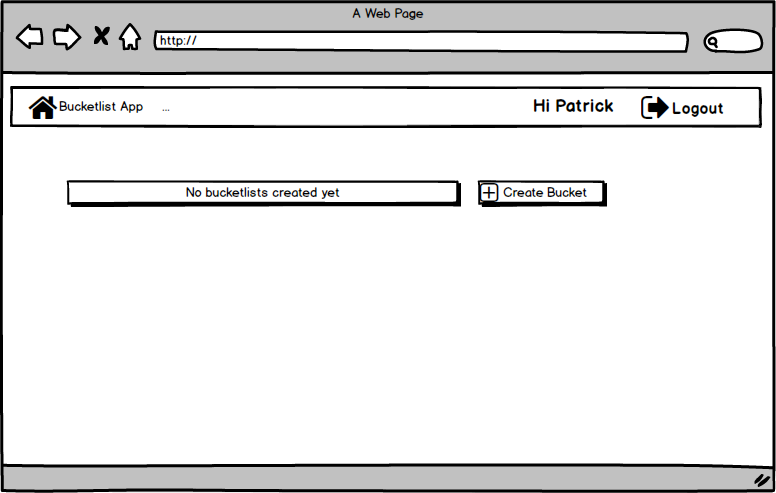 A Web Page
http://
Bucketlist App ... Hi Patrick Logout
No bucketlists created yet Create Bucket